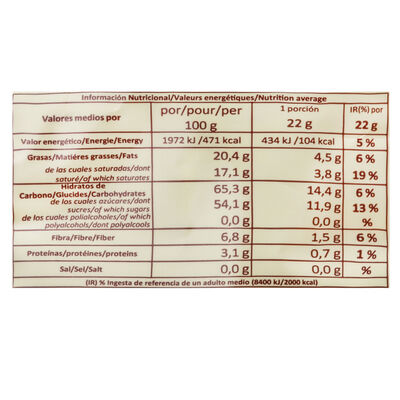 Información Nutricional/Valeurs energétiques/Nutrition average
Valores medios por por/pour/per 100 g 1 porción 22 g IR(%) por 22 g
Valor energético/Energie/Energy 1972 kJ /471 kcal 434 kJ /104 kcal 5 %
Grasas/Matiéres grasses/Fats 20,4 g 4,5 g 6 %
de las cuales saturadas/dont
saturé/of which saturates 17,1 g 3,8 g 19 %
Hidratos de
Carbono/Glucides/Carbohydrates 65,3 g 14,4 g 6 %
de los cuales azúcares/dont
sucres/of which sugars 54,1 g 11,9 g 13 %
de los cuales polialcoholes/of which
polyalcohols/dont polyalcools 0,0 g 0,0 g %
Fibra/Fibre/Fiber 6,8 g 1,5 g 6 %
Proteínas/protéines/proteins 3,1 g 0,7 g 1 %
Sal/Sel/Salt 0,0 g 0,0 g %
(IR) % Ingesta de referencia de un adulto medio (8400 kJ/2000 kcal)